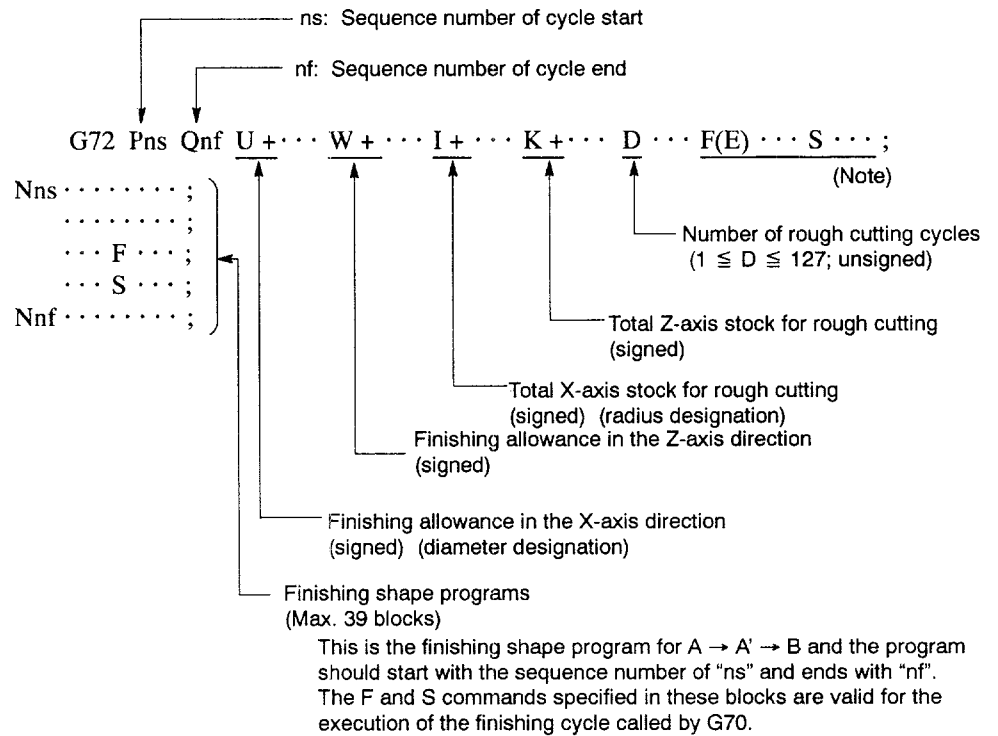 ns: Sequence number of cycle start
nf: Sequence number of cycle end
G72 Pns Qnf U + · · · W + · · · I + · · · K + · · · D · · · F(E) · · · S · · · ;
(Note)
Nns · · · · · · · · ;
· · · · · · · · ;
· · · F · · · ;
· · · S · · · ;
Nnf · · · · · · · · ;
Number of rough cutting cycles
(1 ≦ D ≦ 127; unsigned)
Total Z-axis stock for rough cutting
(signed)
Total X-axis stock for rough cutting
(signed) (radius designation)
Finishing allowance in the Z-axis direction
(signed)
Finishing allowance in the X-axis direction
(signed) (diameter designation)
Finishing shape programs
(Max. 39 blocks)
This is the finishing shape program for A → A' → B and the program
should start with the sequence number of “ns” and ends with “nf”.
The F and S commands specified in these blocks are valid for the
execution of the finishing cycle called by G70.